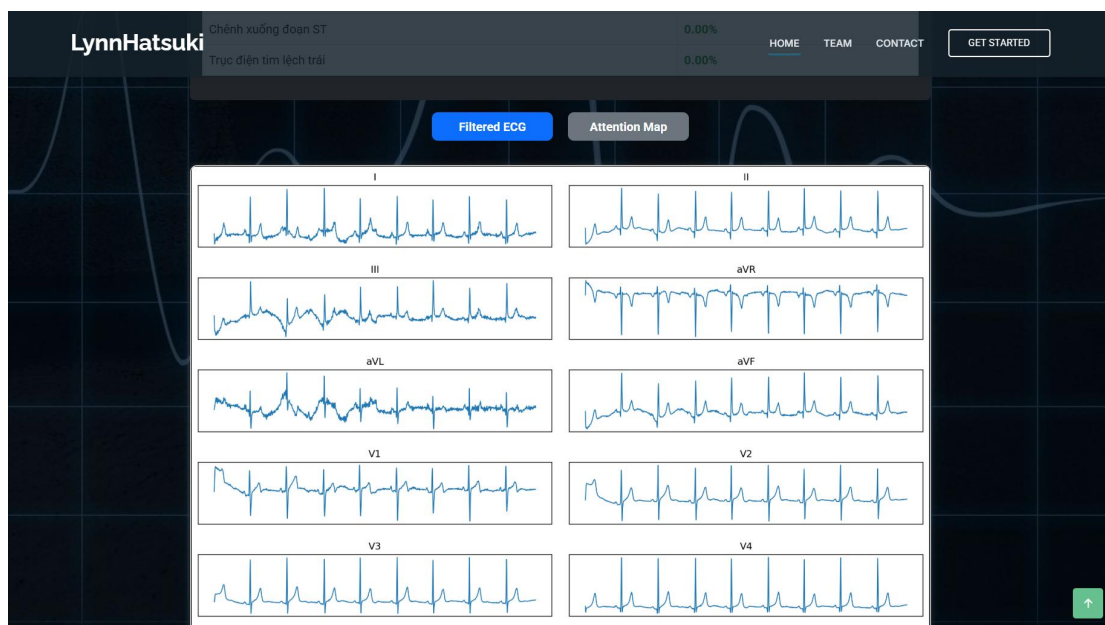 Chênh xuống đoạn ST 0.00%
LynnHatsuki HOME TEAM CONTACT GET STARTED
Trục điện tim lệch trái 0.00%
Filtered ECG Attention Map
I II
III aVR
aVL aVF
V1 V2
V3 V4